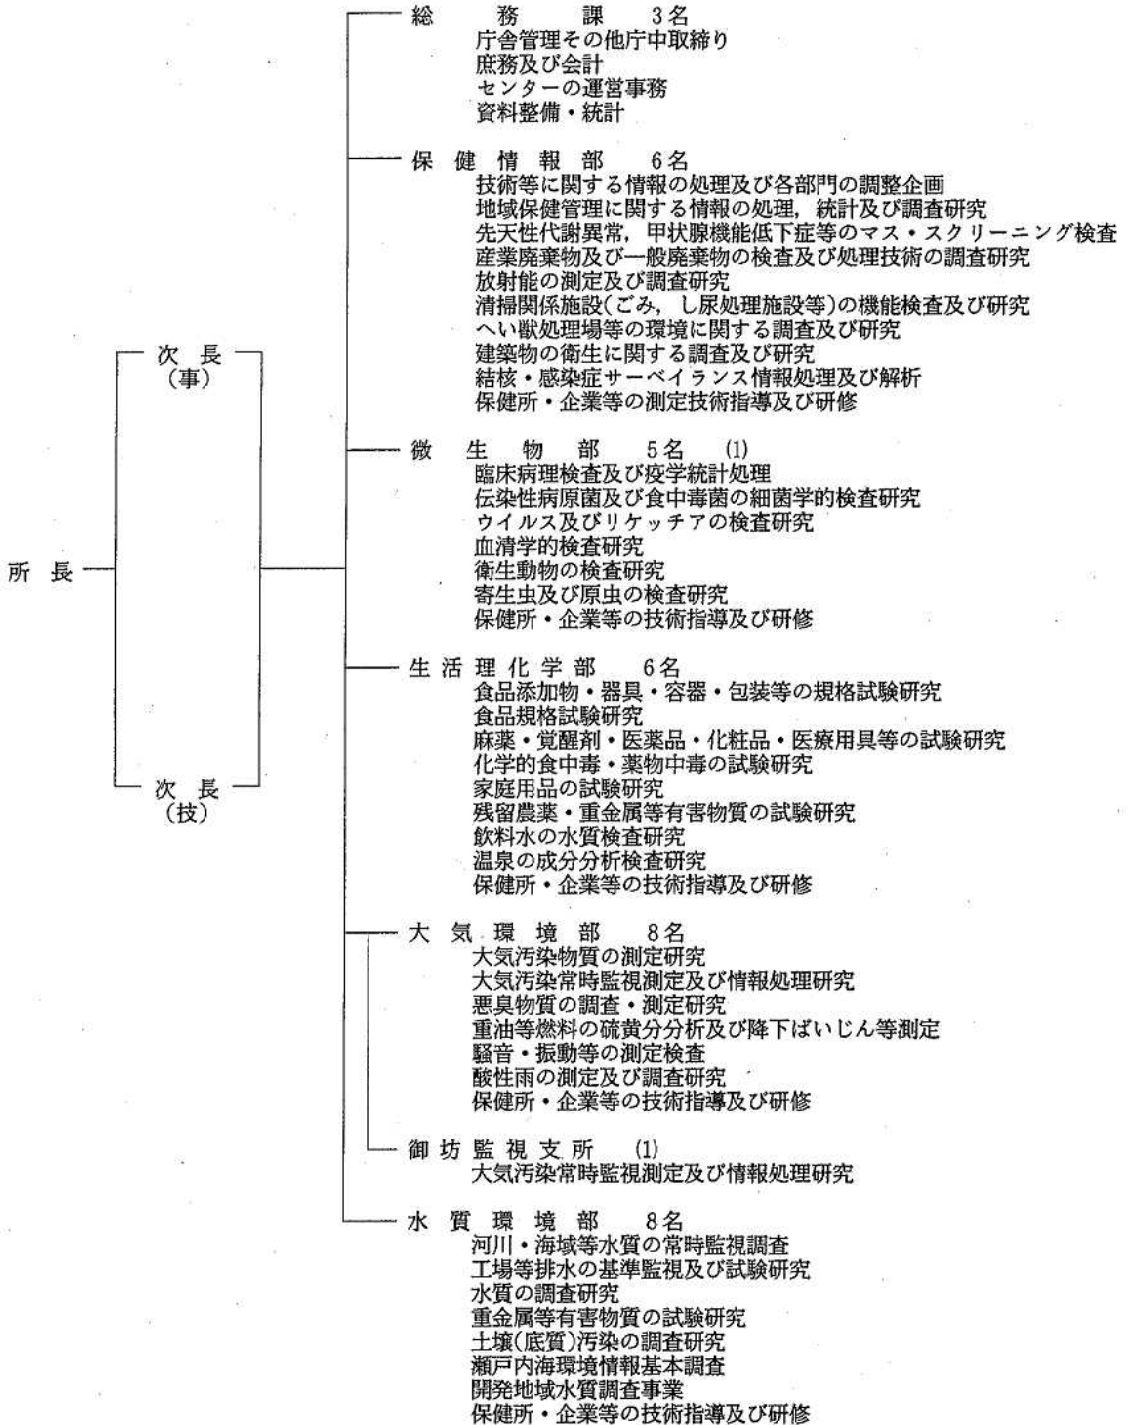 総務課 3名
庁舎管理その他庁中取締り
庶務及び会計
センターの運営事務
資料整備・統計
保健情報部 6名
技術等に関する情報の処理及び各部門の調整企画
地域保健管理に関する情報の処理,統計及び調査研究
先天性代謝異常,甲状腺機能低下症等のマス・スクリーニング検査
産業廃棄物及び一般廃棄物の検査及び処理技術の調査研究
放射能の測定及び調査研究
清掃関係施設(ごみ,し尿処理施設等)の機能検査及び研究
へい獣処理場等の環境に関する調査及び研究
建築物の衛生に関する調査及び研究
結核・感染症サーベイランス情報処理及び解析
保健所・企業等の測定技術指導及び研修
次長
(事)
微生物部 5名 (1)
臨床病理検査及び疫学統計処理
伝染性病原菌及び食中毒菌の細菌学的検査研究
ウイルス及びリケッチアの検査研究
血清学的検査研究
衛生動物の検査研究
寄生虫及び原虫の検査研究
保健所・企業等の技術指導及び研修
所長
生活理化学部 6名
食品添加物・器具・容器・包装等の規格試験研究
食品規格試験研究
麻薬・覚醒剤・医薬品・化粧品・医療用具等の試験研究
化学的食中毒・薬物中毒の試験研究
家庭用品の試験研究
残留農薬・重金属等有害物質の試験研究
飲料水の水質検査研究
温泉の成分分析検査研究
保健所・企業等の技術指導及び研修
次長
(技)
大気環境部 8名
大気汚染物質の測定研究
大気汚染常時監視測定及び情報処理研究
悪臭物質の調査・測定研究
重油等燃料の硫黄分分析及び降下ばいじん等測定
騒音・振動等の測定検査
酸性雨の測定及び調査研究
保健所・企業等の技術指導及び研修
御坊監視支所 (1)
大気汚染常時監視測定及び情報処理研究
水質環境部 8名
河川・海域等水質の常時監視調査
工場等排水の基準監視及び試験研究
水質の調査研究
重金属等有害物質の試験研究
土壌(底質)汚染の調査研究
瀬戸内海環境情報基本調査
開発地域水質調査事業
保健所・企業等の技術指導及び研修